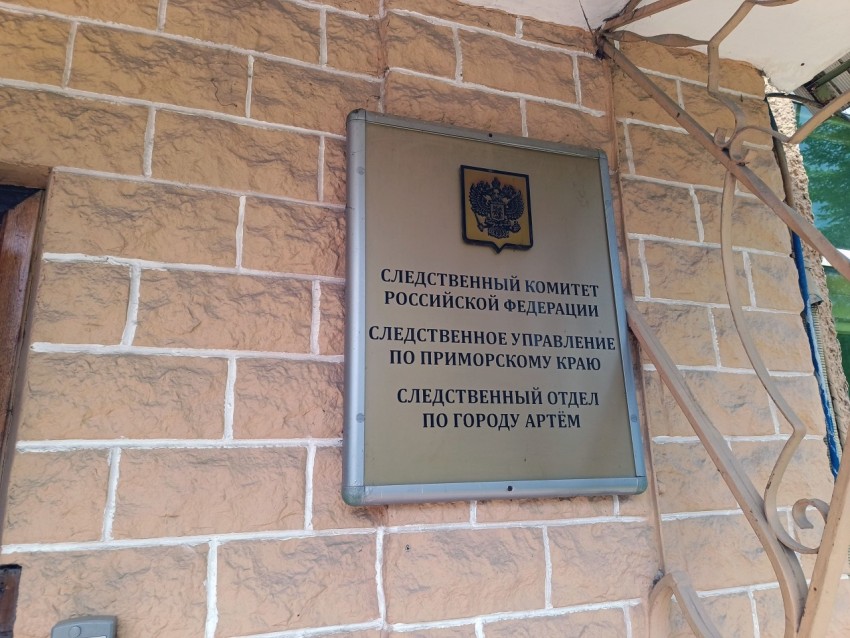 СЛЕДСТВЕННЫЙ КОМИТЕТ
РОССИЙСКОЙ ФЕДЕРАЦИИ
СЛЕДСТВЕННОЕ УПРАВЛЕНИЕ
ПО ПРИМОРСКОМУ КРАЮ
СЛЕДСТВЕННЫЙ ОТДЕЛ
ПО ГОРОДУ АРТЁМ